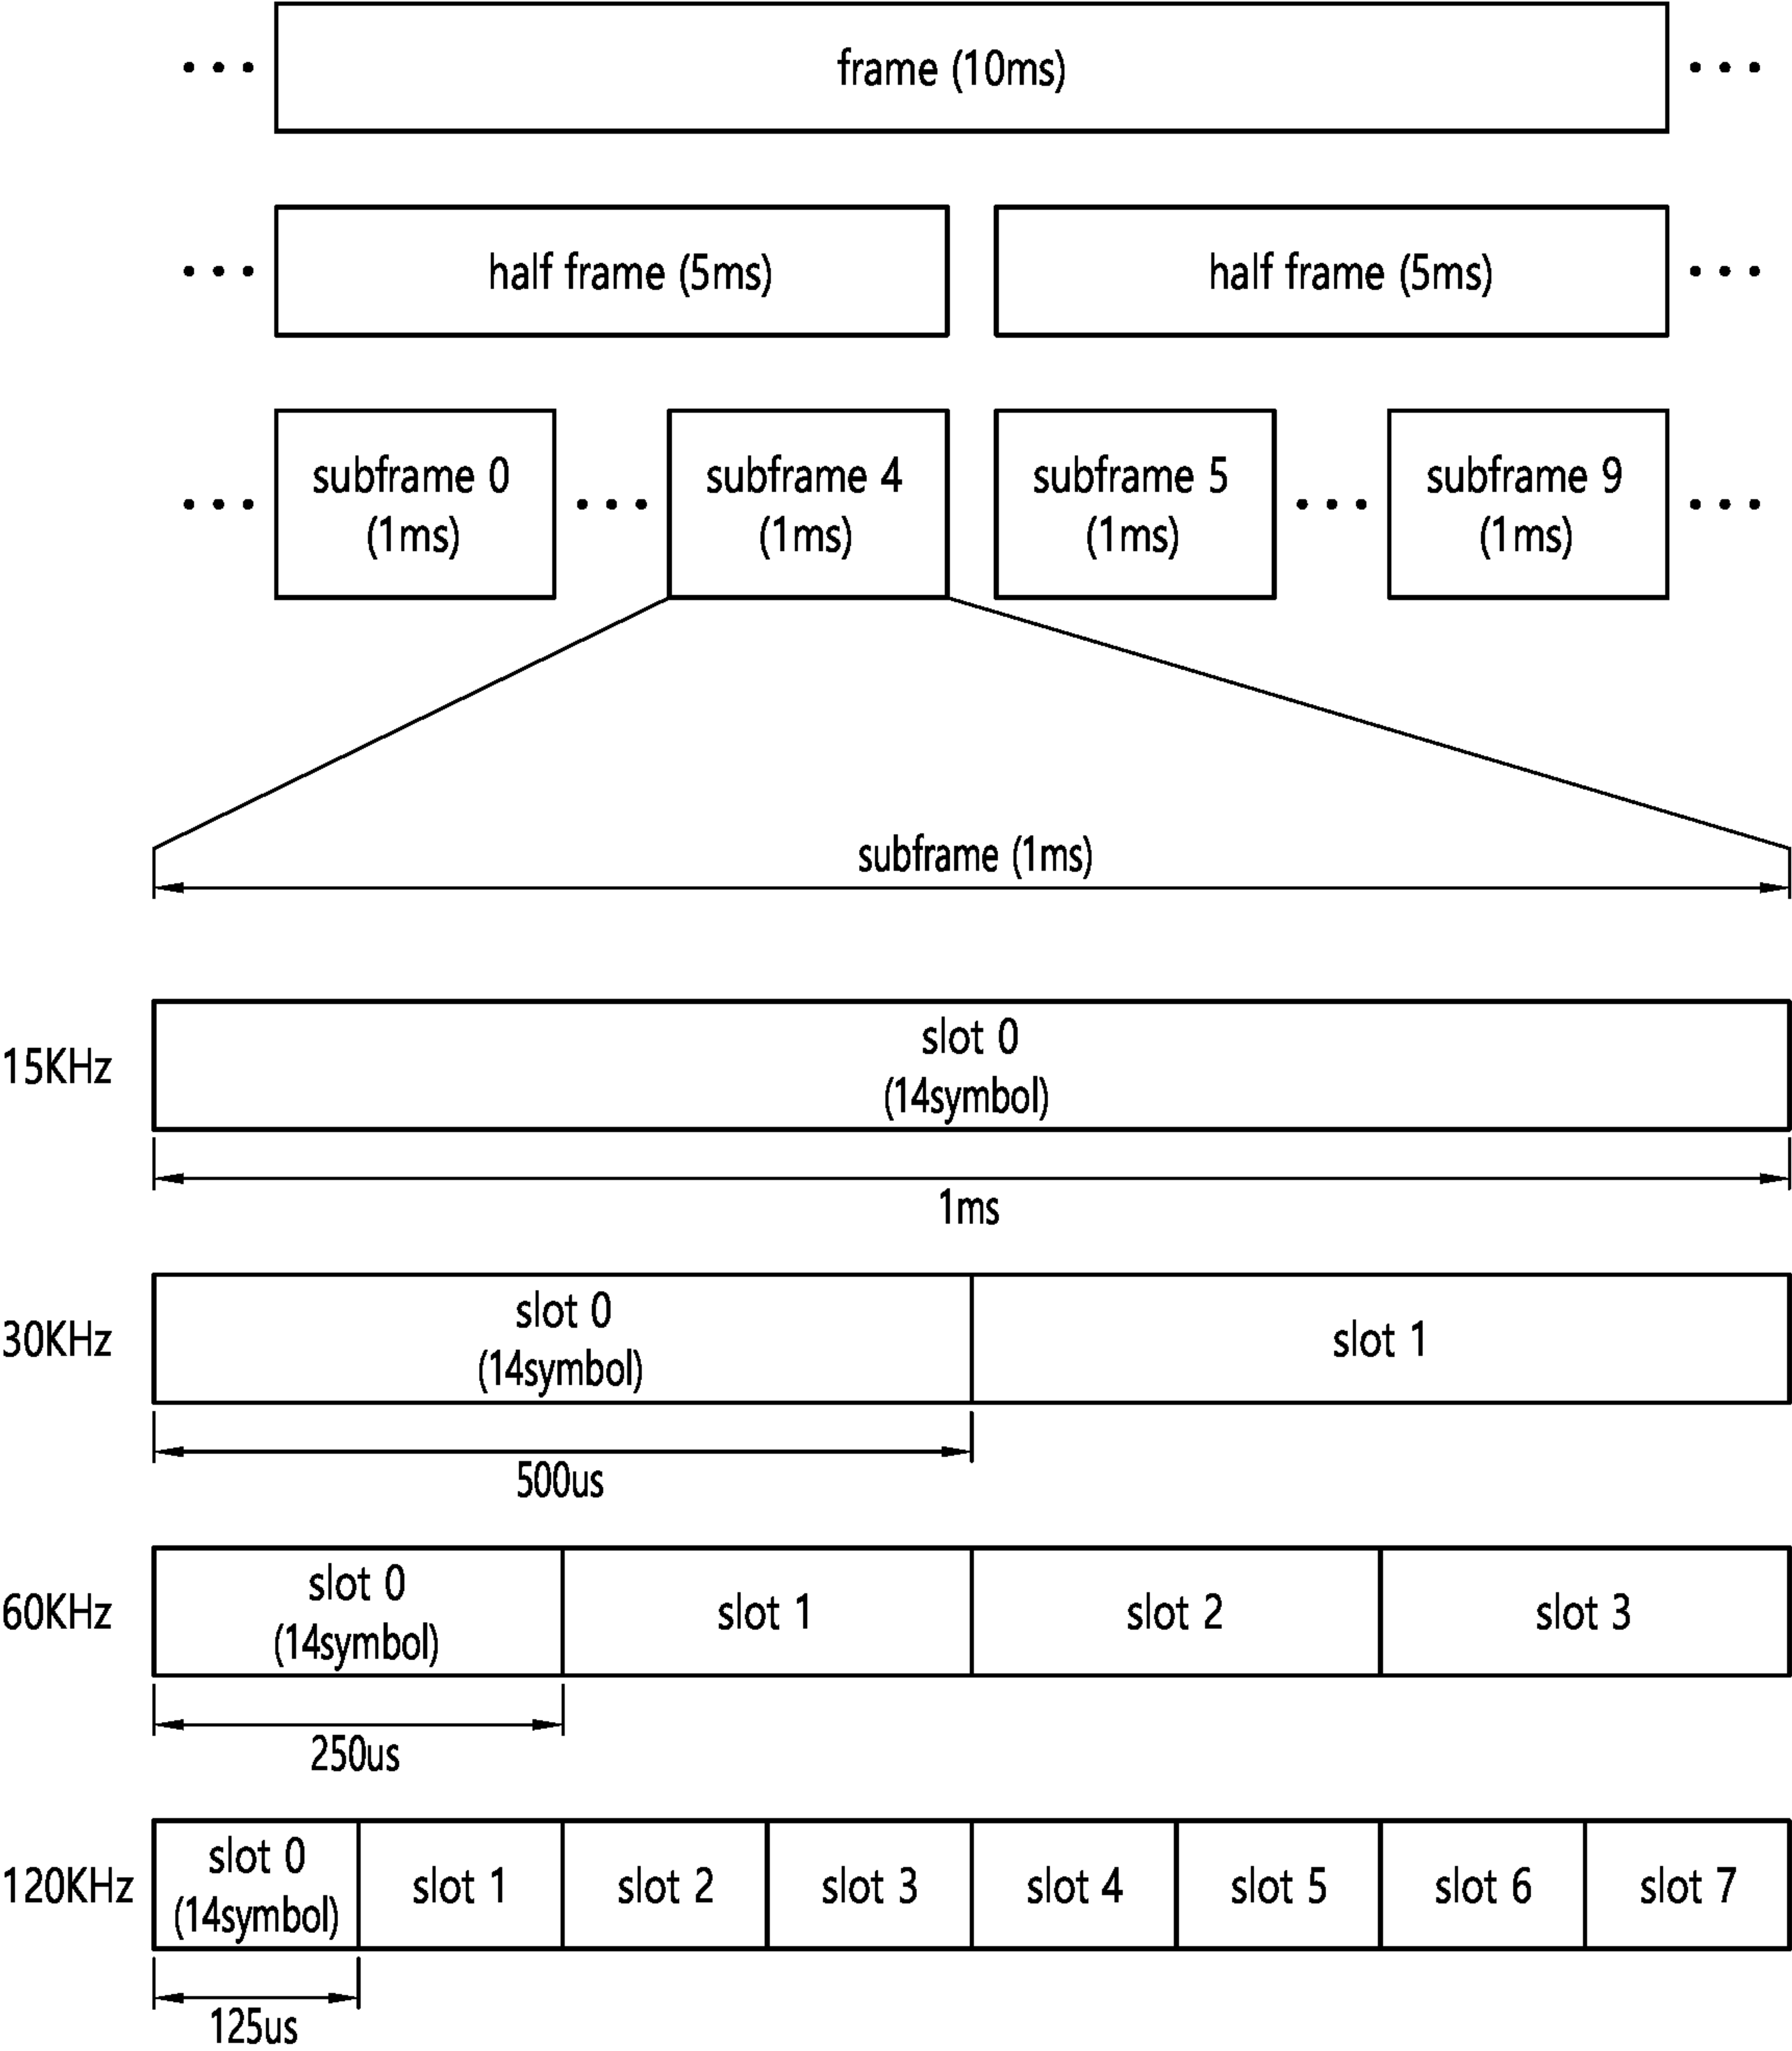 frame (10ms)
half frame (5ms)
half frame (5ms)
subframe 0
(1ms)
subframe 4
(1ms)
subframe 5
(1ms)
subframe 9
(1ms)
subframe (1ms)
15KHz
slot 0
(14symbol)
1ms
30KHz
slot 0
(14symbol)
slot 1
500us
60KHz
slot 0
(14symbol)
slot 1
slot 2
slot 3
250us
120KHz
slot 0
(14symbol)
slot 1
slot 2
slot 3
slot 4
slot 5
slot 6
slot 7
125us